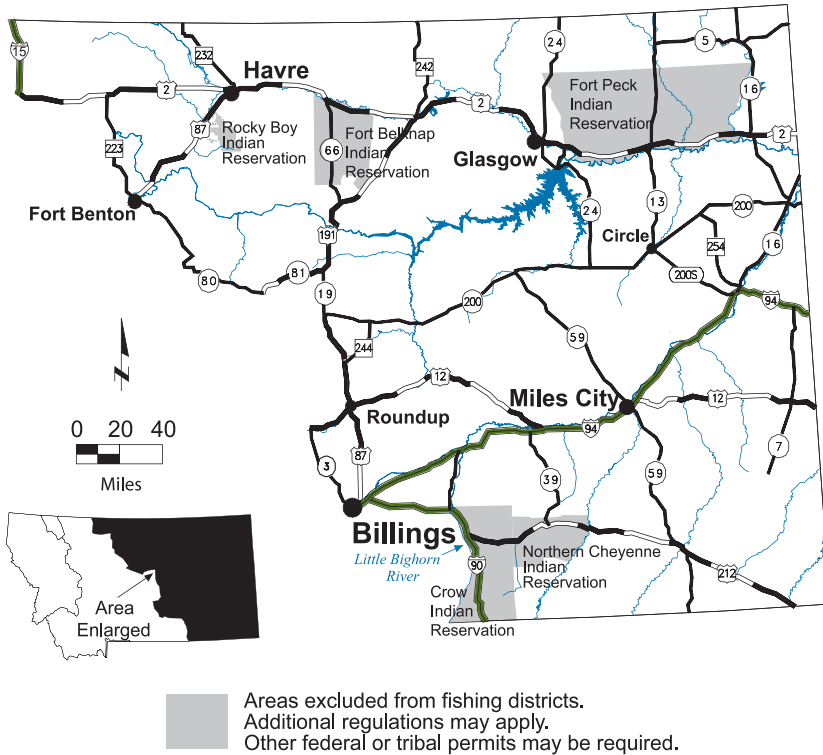 15
232
Havre
2
87
223
Rocky Boy
Indian
Reservation
Fort Benton
66
Fort Belknap
Indian
Reservation
242
2
24
5
16
Fort Peck
Indian
Reservation
2
Glasgow
191
80
81
19
24
13
200
Circle
254
16
200S
94
200
244
59
12
Miles City
12
Roundup
94
7
3
87
39
59
Billings
Little Bighorn
River
90
Northern Cheyenne
Indian
Reservation
212
Crow
Indian
Reservation
N
0 20 40
Miles
Area
Enlarged
Areas excluded from fishing districts.
Additional regulations may apply.
Other federal or tribal permits may be required.